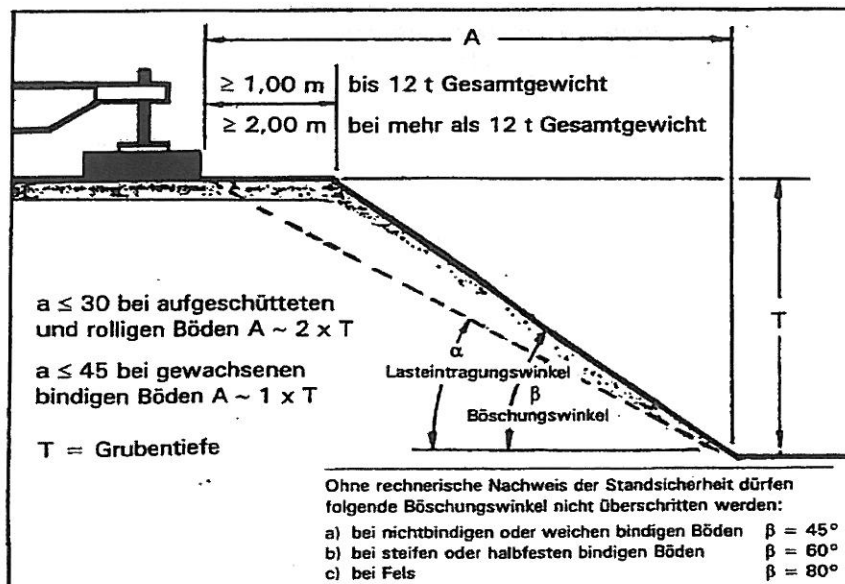 A
≥ 1,00 m bis 12 t Gesamtgewicht
≥ 2,00 m bei mehr als 12 t Gesamtgewicht
T
a ≤ 30 bei aufgeschütteten
und rolligen Böden A ~ 2 x T
a ≤ 45 bei gewachsenen
bindigen Böden A ~ 1 x T
T = Grubentiefe
α
Lasteintragungswinkel
β
Böschungswinkel
Ohne rechnerische Nachweis der Standsicherheit dürfen
folgende Böschungswinkel nicht überschritten werden:
a) bei nichtbindigen oder weichen bindigen Böden β = 45°
b) bei steifen oder halbfesten bindigen Böden β = 60°
c) bei Fels β = 80°